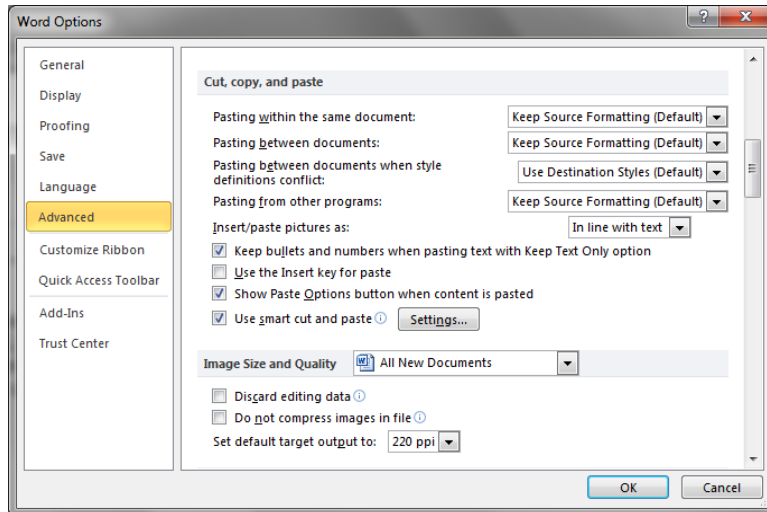 Word Options
General
Display
Proofing
Save
Language
Advanced
Customize Ribbon
Quick Access Toolbar
Add-Ins
Trust Center
Cut, copy, and paste
Pasting within the same document: Keep Source Formatting (Default)
Pasting between documents: Keep Source Formatting (Default)
Pasting between documents when style
definitions conflict: Use Destination Styles (Default)
Pasting from other programs: Keep Source Formatting (Default)
Insert/paste pictures as: In line with text
Keep bullets and numbers when pasting text with Keep Text Only option
Use the Insert key for paste
Show Paste Options button when content is pasted
Use smart cut and paste Settings...
Image Size and Quality All New Documents
Discard editing data
Do not compress images in file
Set default target output to: 220 ppi
OK Cancel